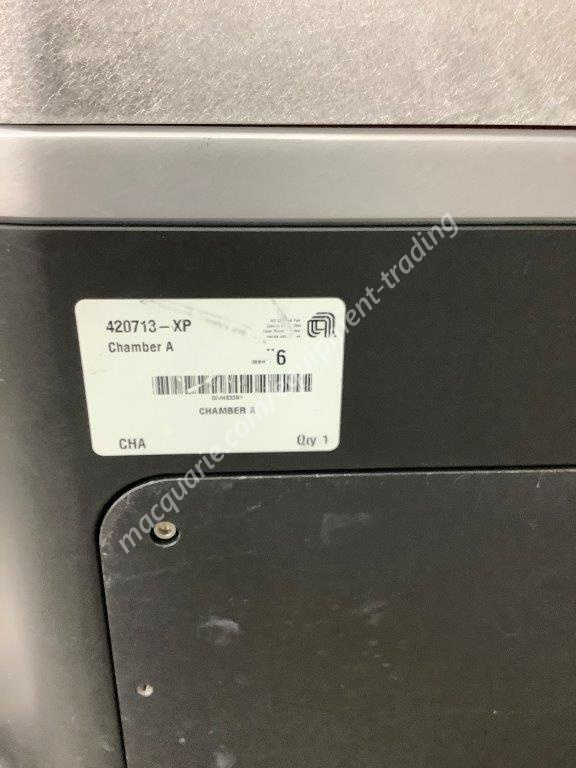 420713-XP
Chamber A
6
CHAMBER A
CHA
Qty 1
macquarie.com/equipment-trading